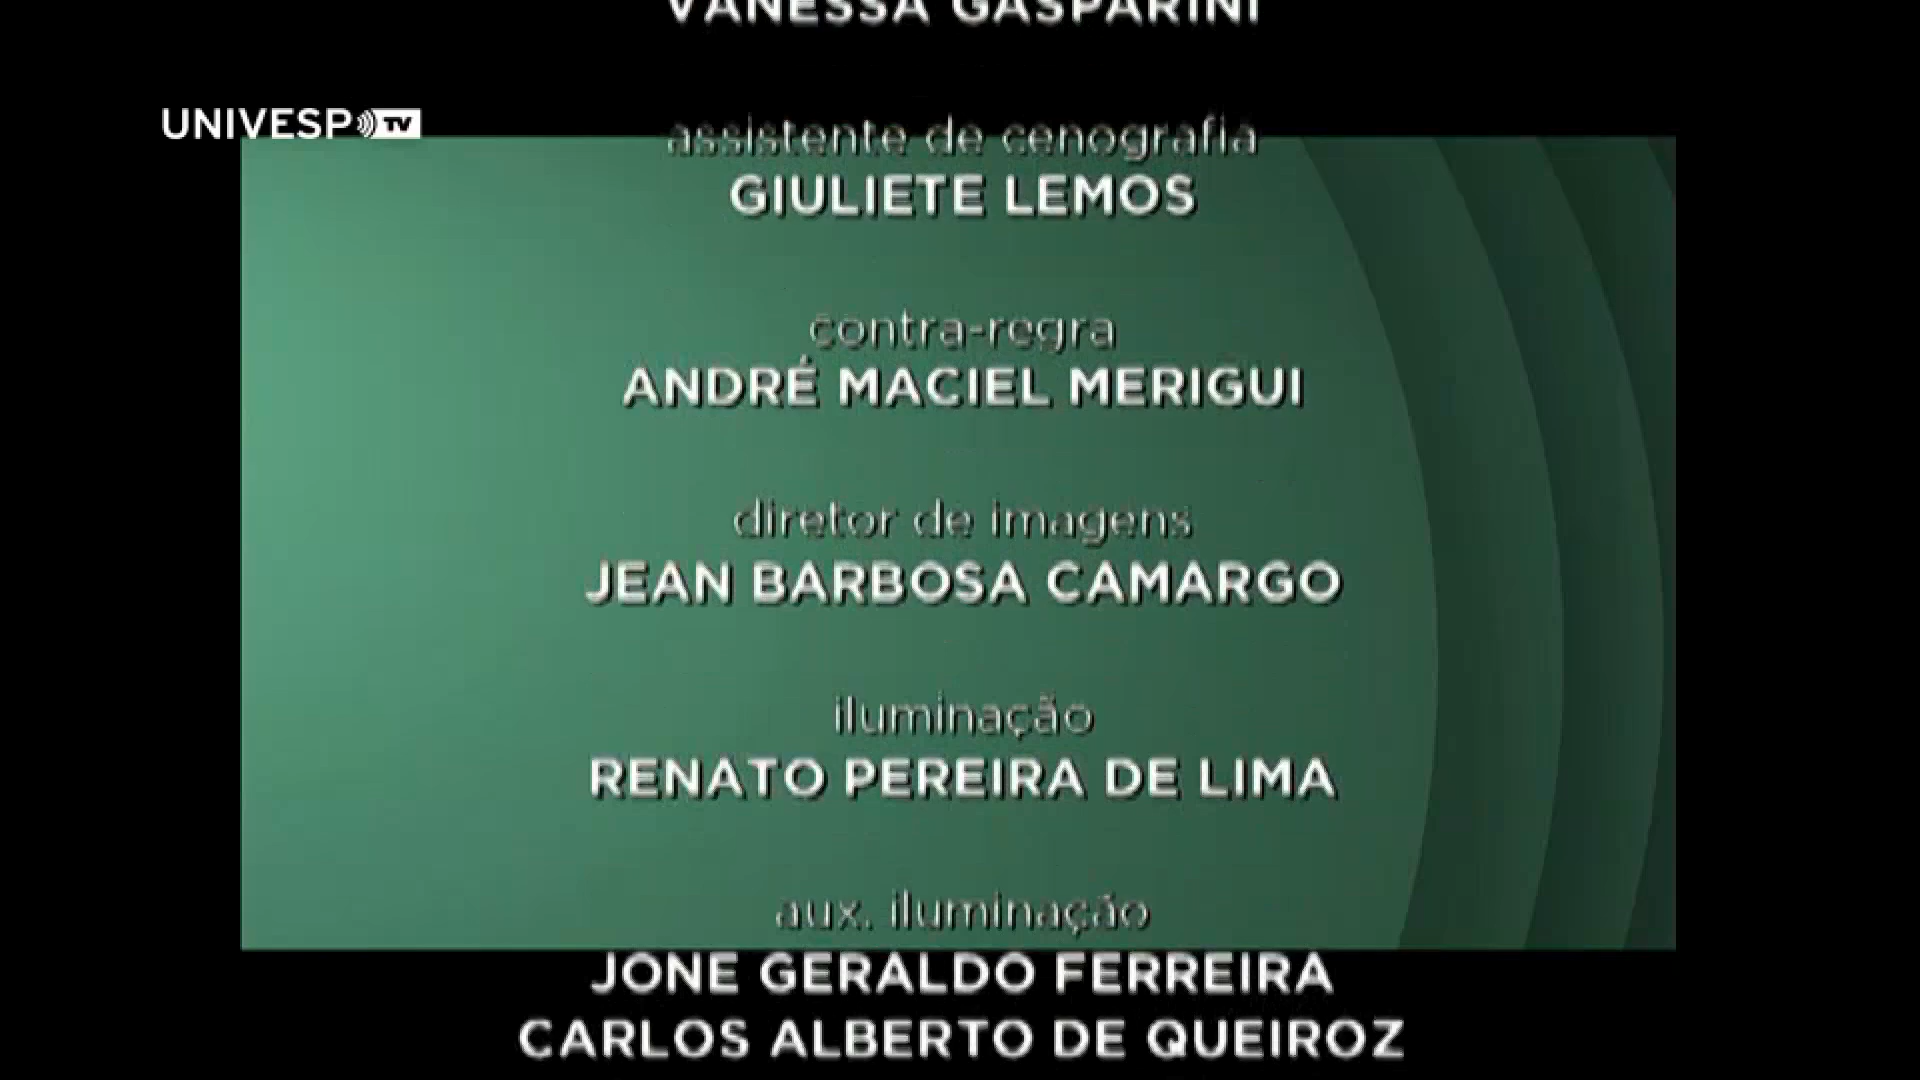 VANESSA GASPARINI
UNIVESP TV
assistente de cenografia
GIULIETE LEMOS
contra-regra
ANDRÉ MACIEL MERIGUI
diretor de imagens
JEAN BARBOSA CAMARGO
iluminação
RENATO PEREIRA DE LIMA
aux. iluminação
JONE GERALDO FERREIRA
CARLOS ALBERTO DE QUEIROZ